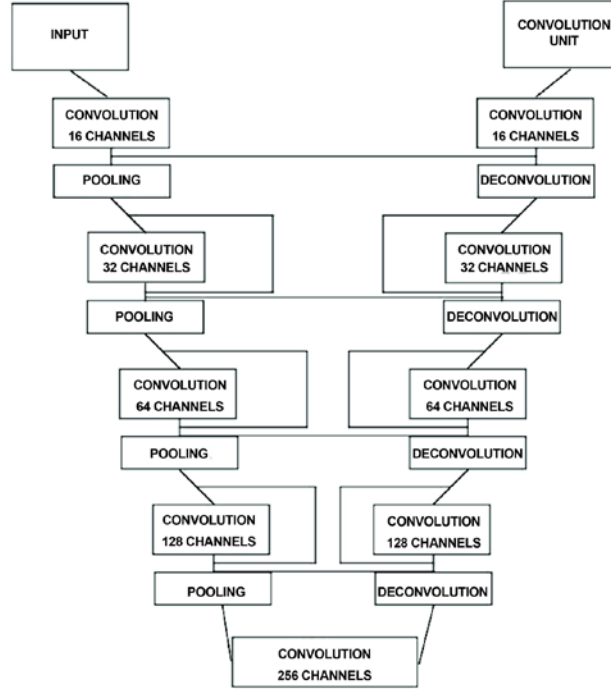 INPUT
CONVOLUTION
UNIT
CONVOLUTION
16 CHANNELS
CONVOLUTION
16 CHANNELS
POOLING
DECONVOLUTION
CONVOLUTION
32 CHANNELS
CONVOLUTION
32 CHANNELS
POOLING
DECONVOLUTION
CONVOLUTION
64 CHANNELS
CONVOLUTION
64 CHANNELS
POOLING
DECONVOLUTION
CONVOLUTION
128 CHANNELS
CONVOLUTION
128 CHANNELS
POOLING
DECONVOLUTION
CONVOLUTION
256 CHANNELS